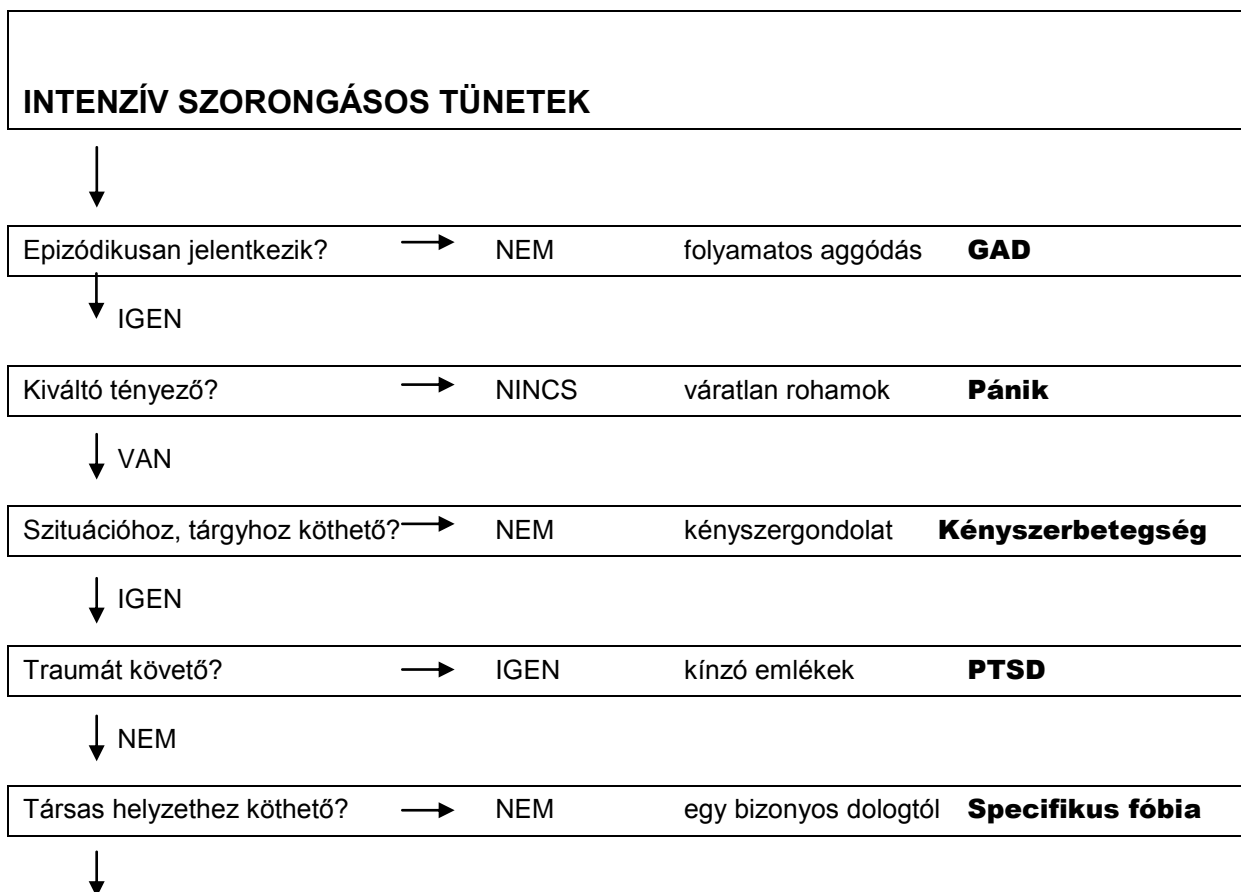 INTENZÍV SZORONGÁSOS TÜNETEK
Epizódikusan jelentkezik? NEM folyamatos aggódás GAD
IGEN
Kiváltó tényező? NINCS váratlan rohamok Pánik
VAN
Szituációhoz, tárgyhoz köthető? NEM kényszergondolat Kényszerbetegség
IGEN
Traumát követő? IGEN kínzó emlékek PTSD
NEM
Társas helyzethez köthető? NEM egy bizonyos dologtól Specifikus fóbia